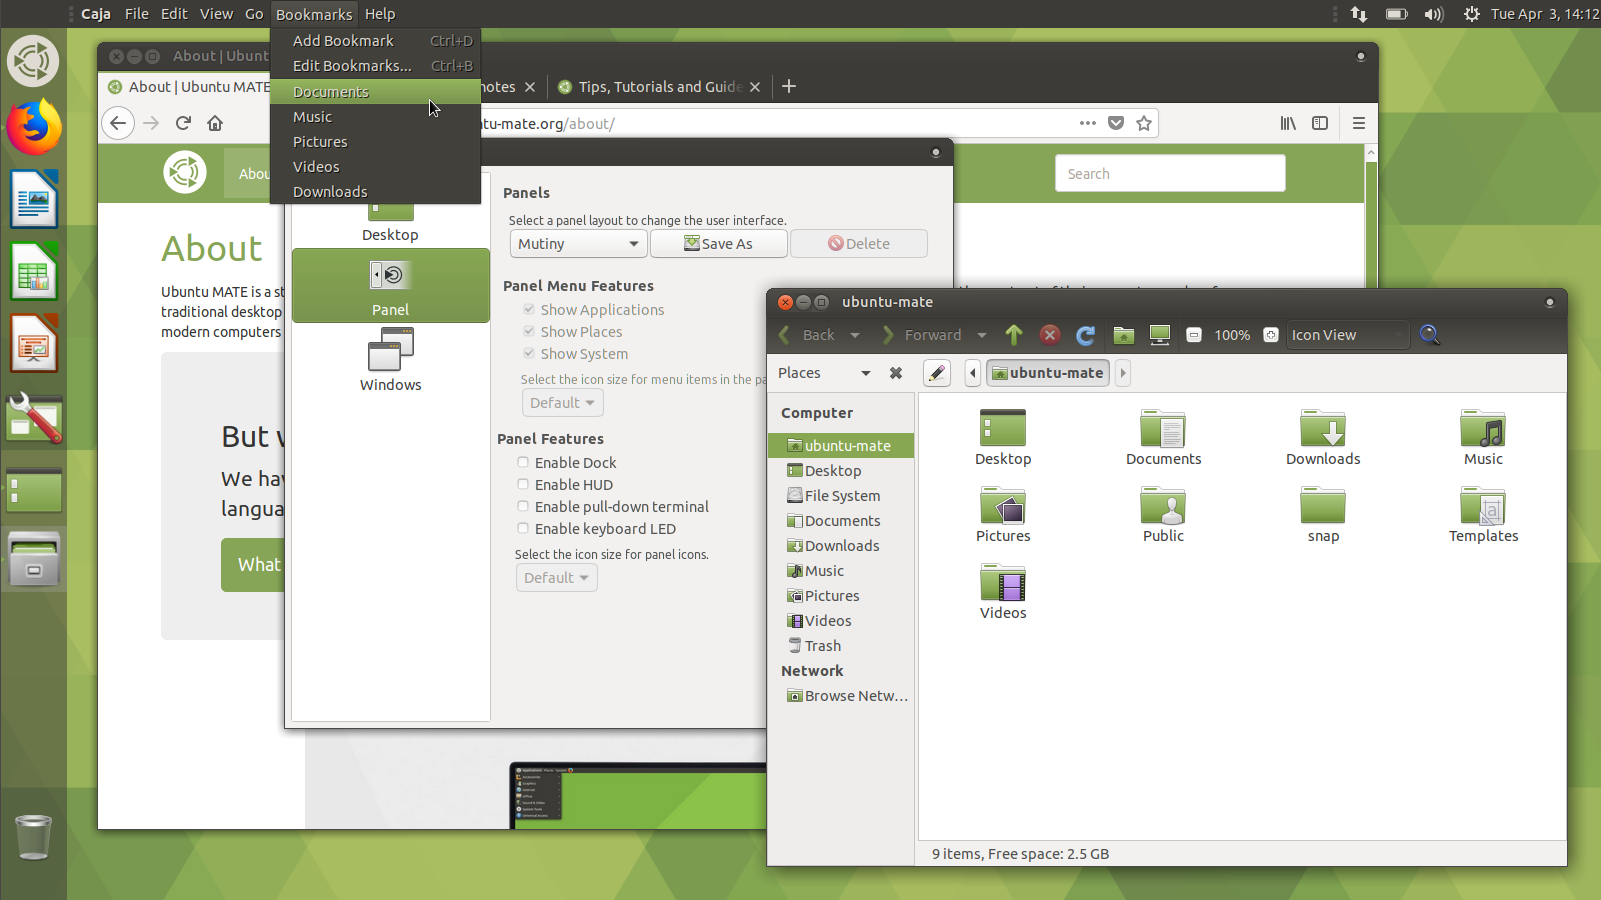 Caja File Edit View Go Bookmarks Help
Tue Apr 3, 14:12
Add Bookmark Ctrl+D
Edit Bookmarks... Ctrl+B
Documents
Music
Pictures
Videos
Downloads
About | Ubunt
About | Ubuntu MATE
notes
Tips, Tutorials and Guide
tu-mate.org/about/
Abou
Search
About
Ubuntu MATE is a st
traditional desktop
modern computers
But w
We hav
langua
What
Desktop
Panel
Windows
Panels
Select a panel layout to change the user interface.
Mutiny
Save As
Delete
Panel Menu Features
Show Applications
Show Places
Show System
Select the icon size for menu items in the pa
Default
Panel Features
Enable Dock
Enable HUD
Enable pull-down terminal
Enable keyboard LED
Select the icon size for panel icons.
Default
ubuntu-mate
Back Forward 100% Icon View
Places
ubuntu-mate
Computer
ubuntu-mate
Desktop
File System
Documents
Downloads
Music
Pictures
Videos
Trash
Network
Browse Netw...
Desktop Documents Downloads Music
Pictures Public snap Templates
Videos
9 items, Free space: 2.5 GB